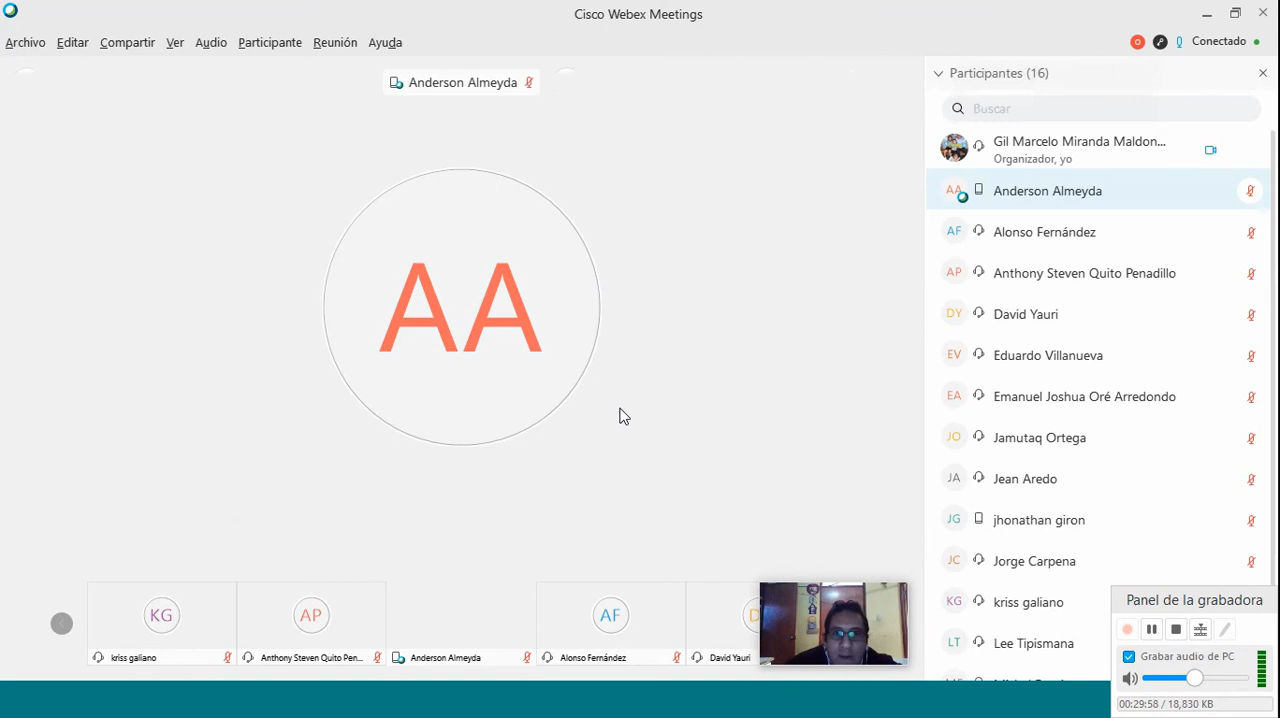 Cisco Webex Meetings
Archivo Editar Compartir Ver Audio Participante Reunión Ayuda
Conectado
Anderson Almeyda
AA
Participantes (16)
Buscar
Gil Marcelo Miranda Maldon...
Organizador, yo
AA Anderson Almeyda
AF Alonso Fernández
AP Anthony Steven Quito Penadillo
DY David Yauri
EV Eduardo Villanueva
EA Emanuel Joshua Oré Arredondo
JO Jamutaq Ortega
JA Jean Aredo
JG jhonathan giron
JC Jorge Carpena
KG kriss galiano
LT Lee Tipismana
KG
kriss galiano
AP
Anthony Steven Quito Pen...
Anderson Almeyda
AF
Alonso Fernández
David Yauri
Panel de la grabadora
Grabar audio de PC
00:29:58 / 18,830 KB